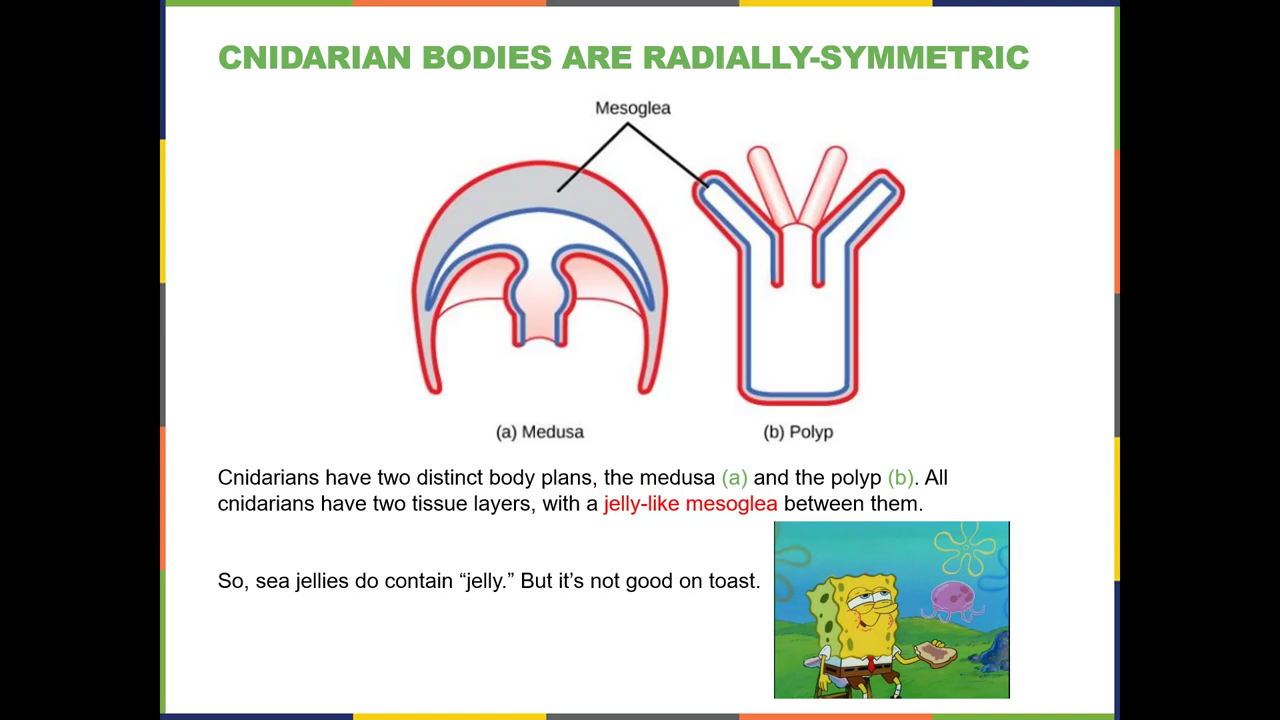 CNIDARIAN BODIES ARE RADIALLY-SYMMETRIC
Mesoglea
(a) Medusa
(b) Polyp
Cnidarians have two distinct body plans, the medusa (a) and the polyp (b). All
cnidarians have two tissue layers, with a jelly-like mesoglea between them.
So, sea jellies do contain “jelly.” But it’s not good on toast.